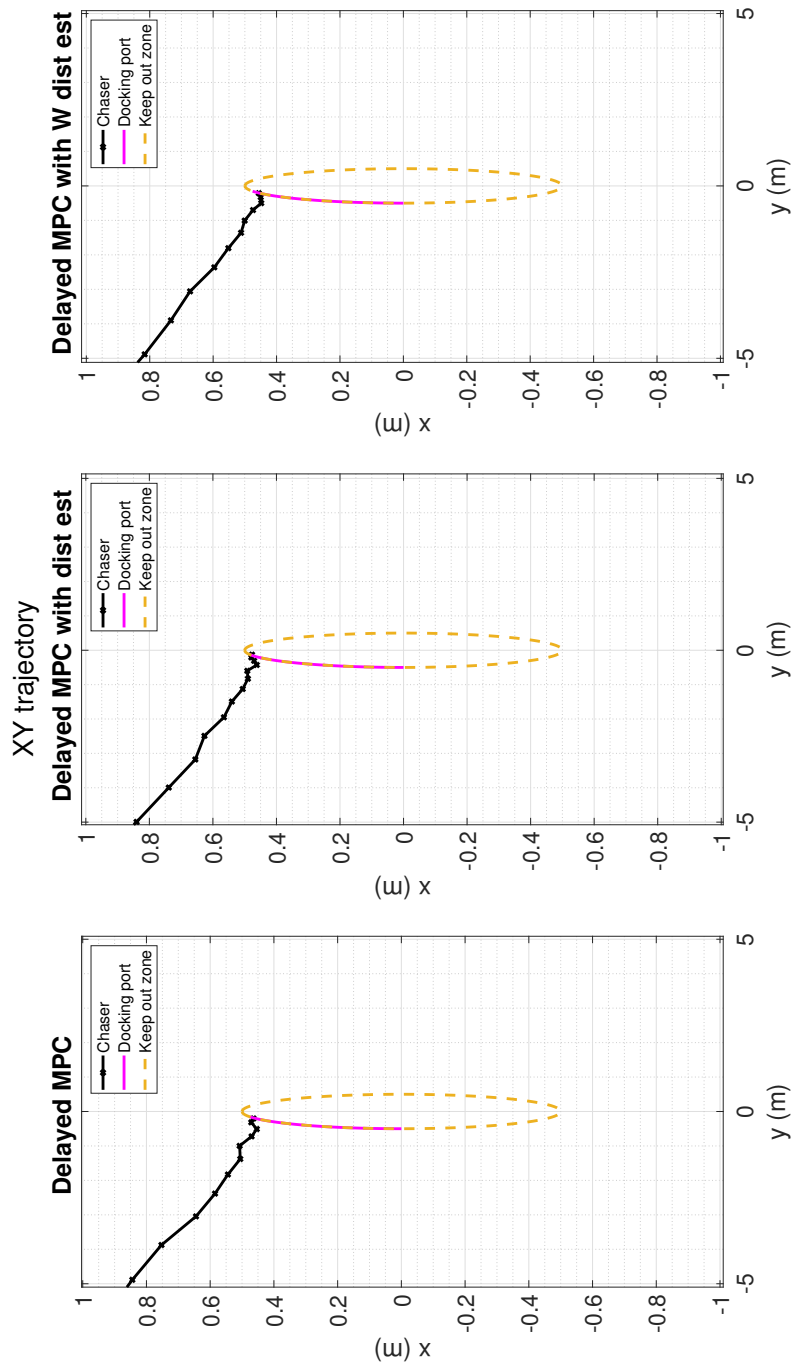 XY trajectory
Delayed MPC
Chaser
Docking port
Keep out zone
1
0.8
0.6
0.4
0.2
0
-0.2
-0.4
-0.6
-0.8
-1
x (m)
-5
0
5
y (m)
Delayed MPC with dist est
Chaser
Docking port
Keep out zone
1
0.8
0.6
0.4
0.2
0
-0.2
-0.4
-0.6
-0.8
-1
x (m)
-5
0
5
y (m)
Delayed MPC with W dist est
Chaser
Docking port
Keep out zone
1
0.8
0.6
0.4
0.2
0
-0.2
-0.4
-0.6
-0.8
-1
x (m)
-5
0
5
y (m)